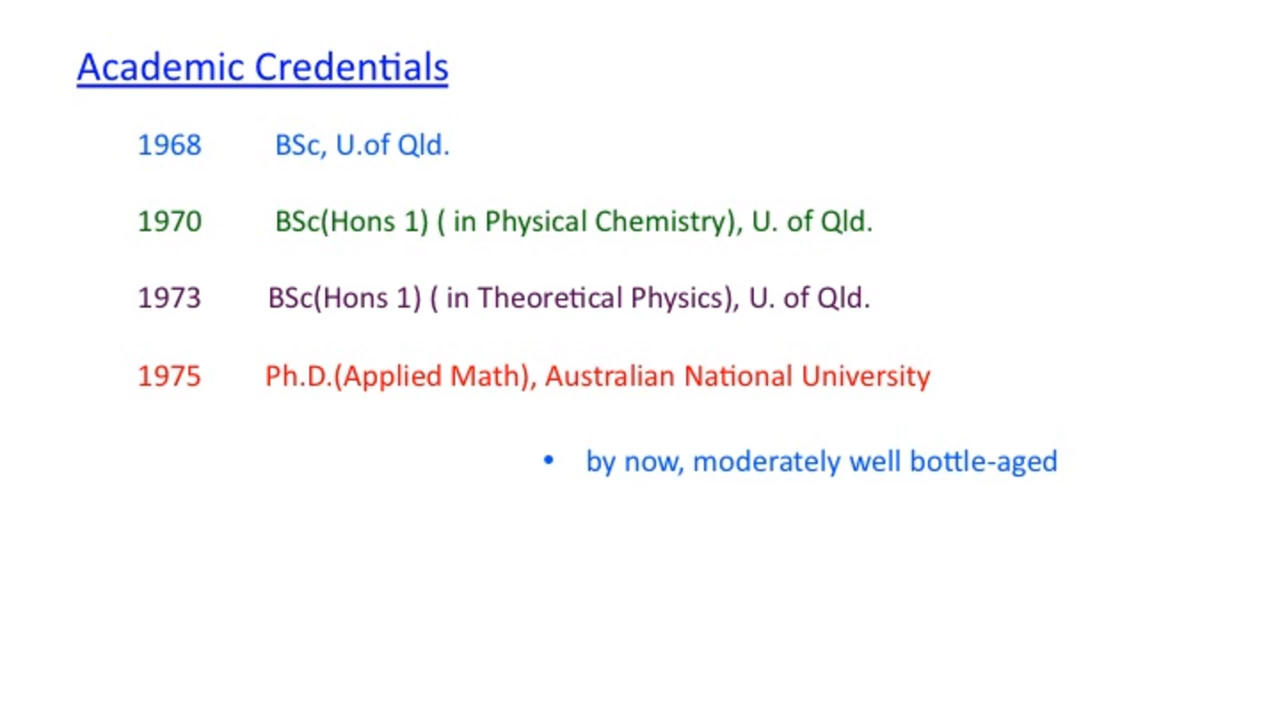 Academic Credentials
1968 BSc, U.of Qld.
1970 BSc(Hons 1) ( in Physical Chemistry), U. of Qld.
1973 BSc(Hons 1) ( in Theoretical Physics), U. of Qld.
1975 Ph.D.(Applied Math), Australian National University
• by now, moderately well bottle-aged